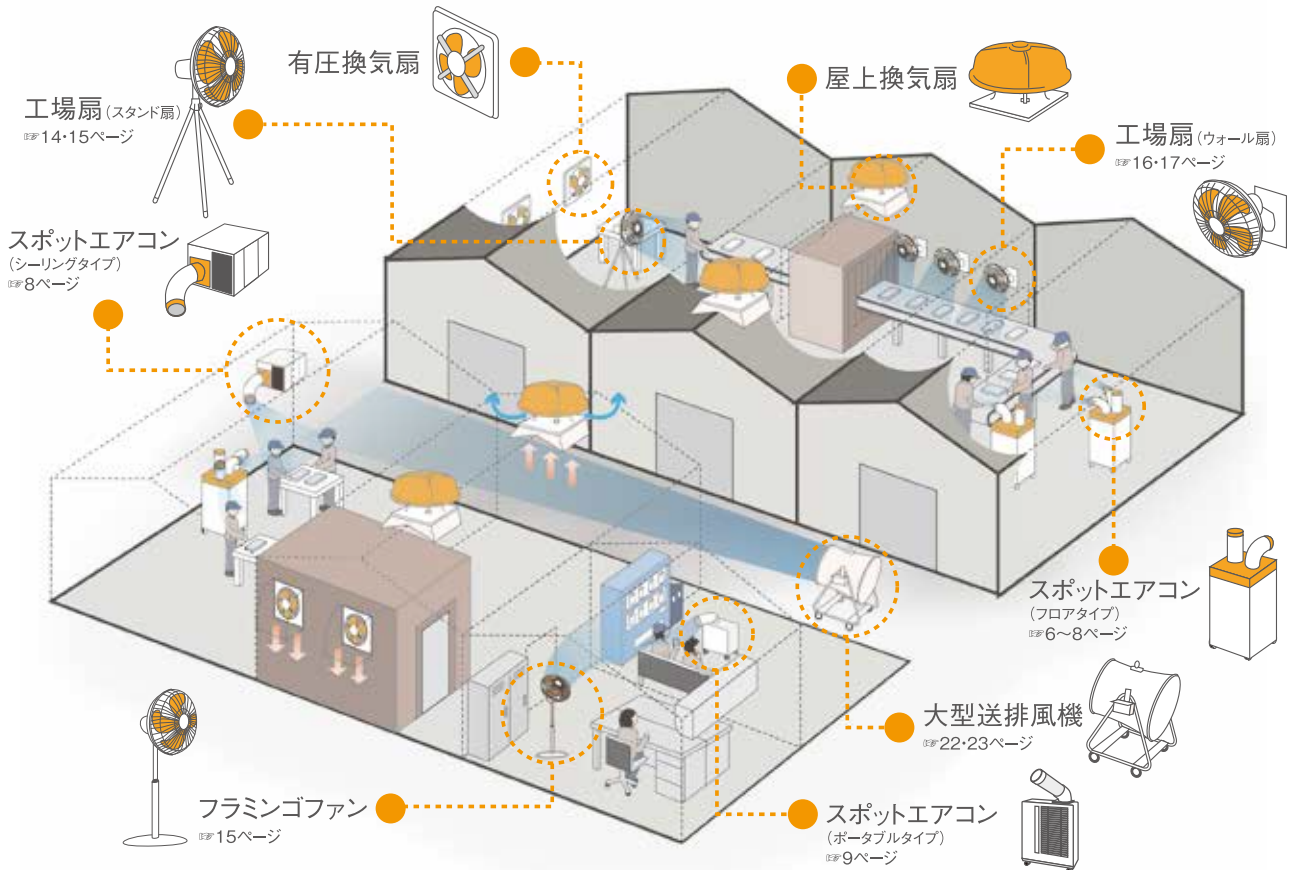 有圧換気扇
屋上換気扇
工場扇(スタンド扇)
☞14・15ページ
工場扇(ウォール扇)
☞16・17ページ
スポットエアコン
(シーリングタイプ)
☞8ページ
スポットエアコン
(フロアタイプ)
☞6〜8ページ
大型送排風機
☞22・23ページ
フラミンゴファン
☞15ページ
スポットエアコン
(ポータブルタイプ)
☞9ページ